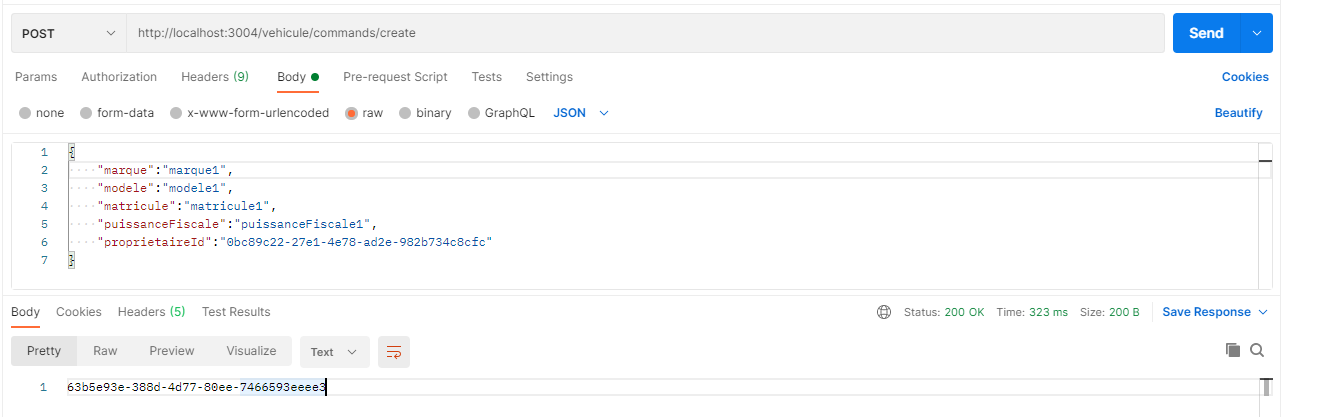 POST http://localhost:3004/vehicule/commands/create Send
Params Authorization Headers (9) Body Pre-request Script Tests Settings Cookies
none form-data x-www-form-urlencoded raw binary GraphQL JSON Beautify
1 {
2 "marque":"marque1",
3 "modele":"modele1",
4 "matricule":"matricule1",
5 "puissanceFiscale":"puissanceFiscale1",
6 "proprietaireId":"0bc89c22-27e1-4e78-ad2e-982b734c8cfc"
7 }
Body Cookies Headers (5) Test Results Status: 200 OK Time: 323 ms Size: 200 B Save Response
Pretty Raw Preview Visualize Text
1 63b5e93e-388d-4d77-80ee-7466593eeee3